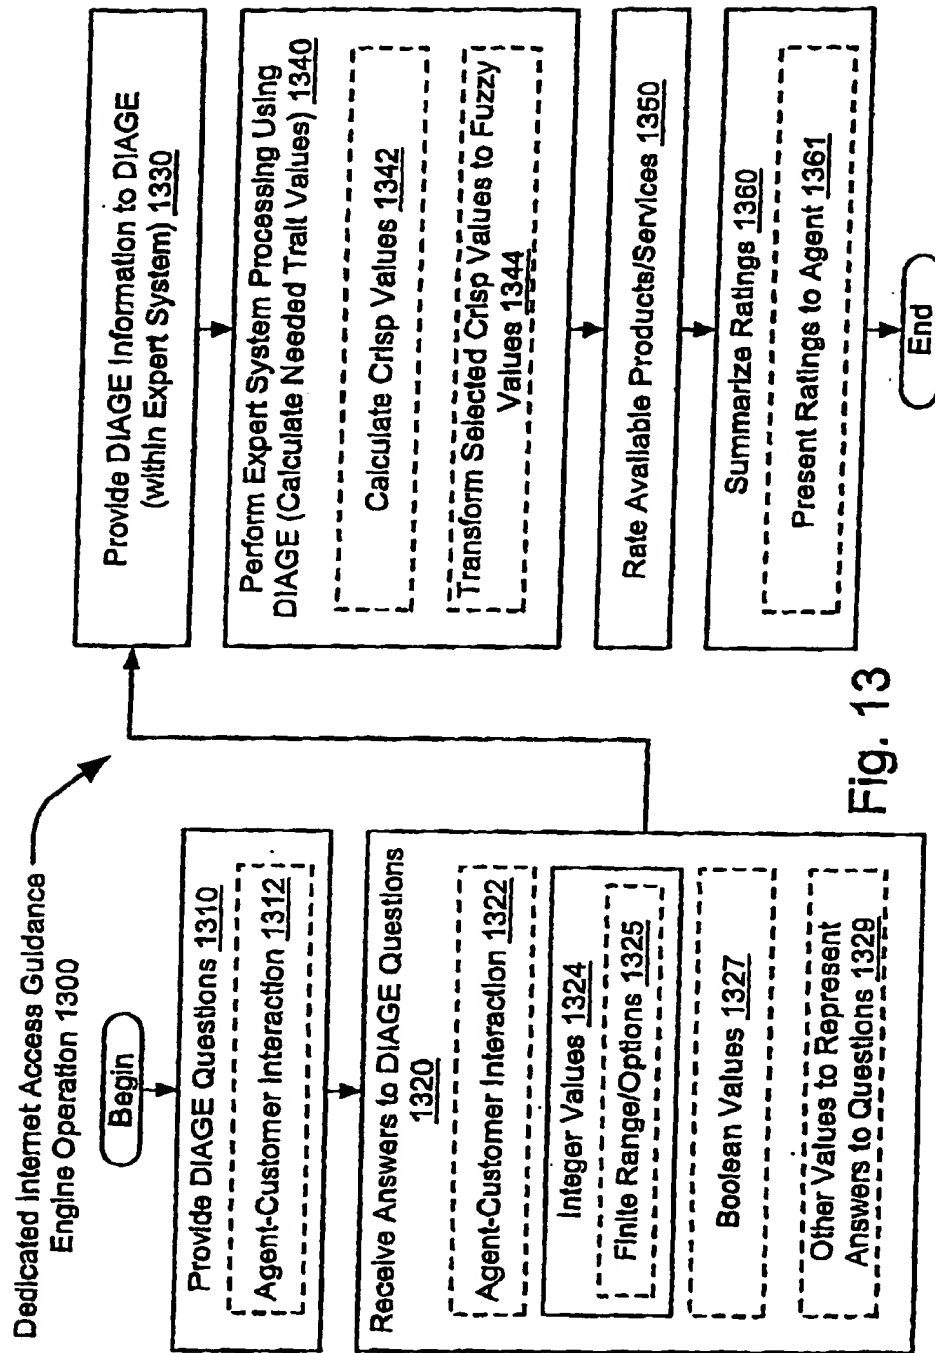 Dedicated Internet Access Guidance
Engine Operation 1300
Begin
Provide DIAGE Questions 1310
Agent-Customer Interaction 1312
Receive Answers to DIAGE Questions
1320
Agent-Customer Interaction 1322
Integer Values 1324
Finite Range/Options 1325
Boolean Values 1327
Other Values to Represent
Answers to Questions 1329
Provide DIAGE Information to DIAGE
(within Expert System) 1330
Perform Expert System Processing Using
DIAGE (Calculate Needed Trait Values) 1340
Calculate Crisp Values 1342
Transform Selected Crisp Values to Fuzzy
Values 1344
Rate Available Products/Services 1350
Summarize Ratings 1360
Present Ratings to Agent 1361
End
Fig. 13